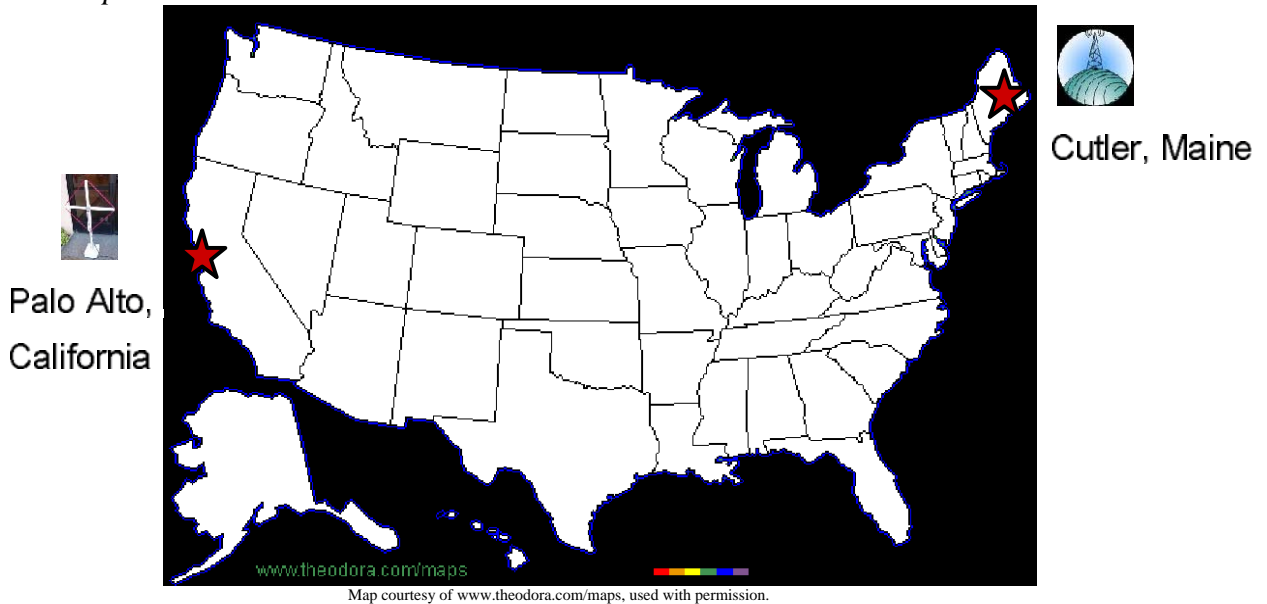 Cutler, Maine
Palo Alto,
California
www.theodora.com/maps
Map courtesy of www.theodora.com/maps, used with permission.